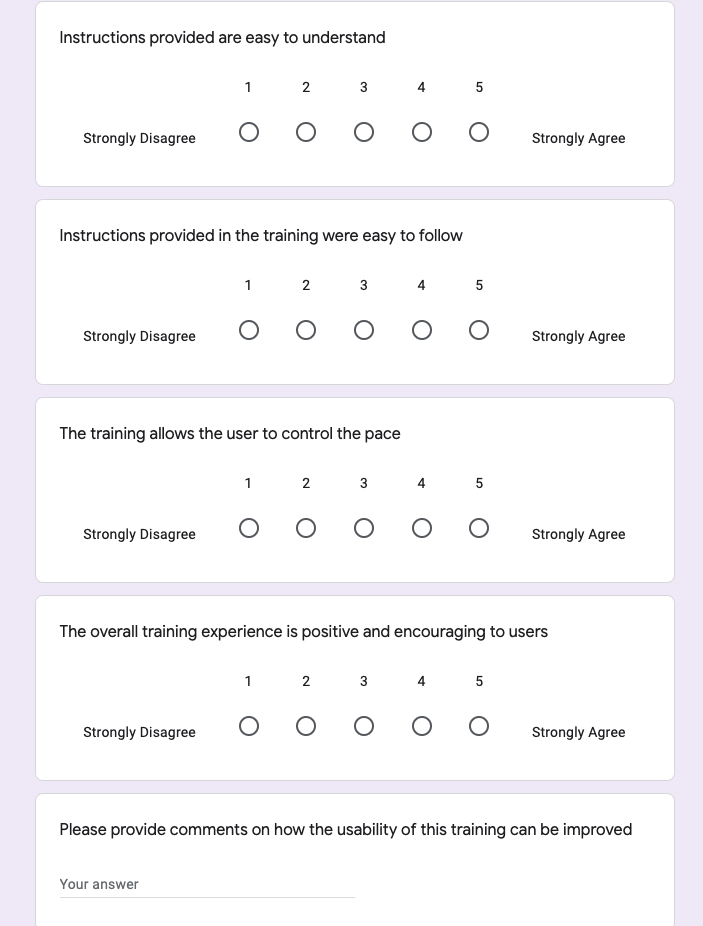 Instructions provided are easy to understand
1 2 3 4 5
Strongly Disagree Strongly Agree
Instructions provided in the training were easy to follow
1 2 3 4 5
Strongly Disagree Strongly Agree
The training allows the user to control the pace
1 2 3 4 5
Strongly Disagree Strongly Agree
The overall training experience is positive and encouraging to users
1 2 3 4 5
Strongly Disagree Strongly Agree
Please provide comments on how the usability of this training can be improved
Your answer